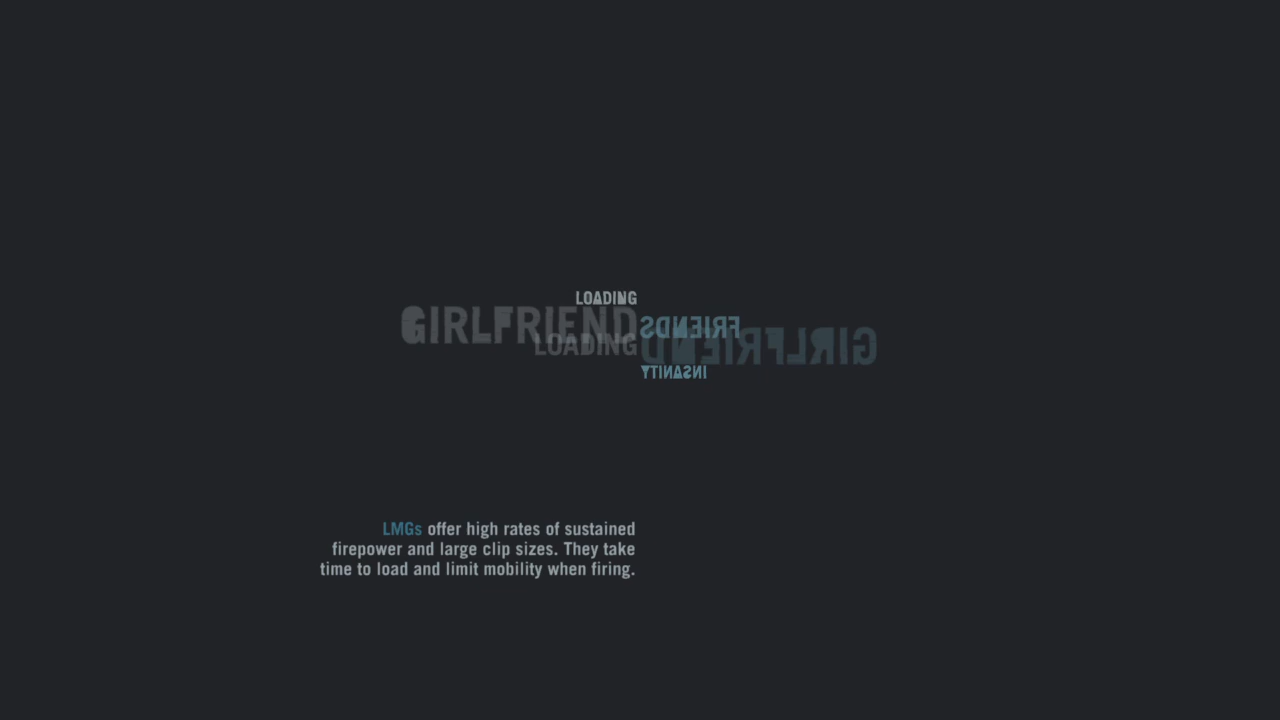 LOADING
GIRLFRIEND
FRIENDS
LOADING
GIRLFRIEND
INSANITY
LMGs offer high rates of sustained
firepower and large clip sizes. They take
time to load and limit mobility when firing.